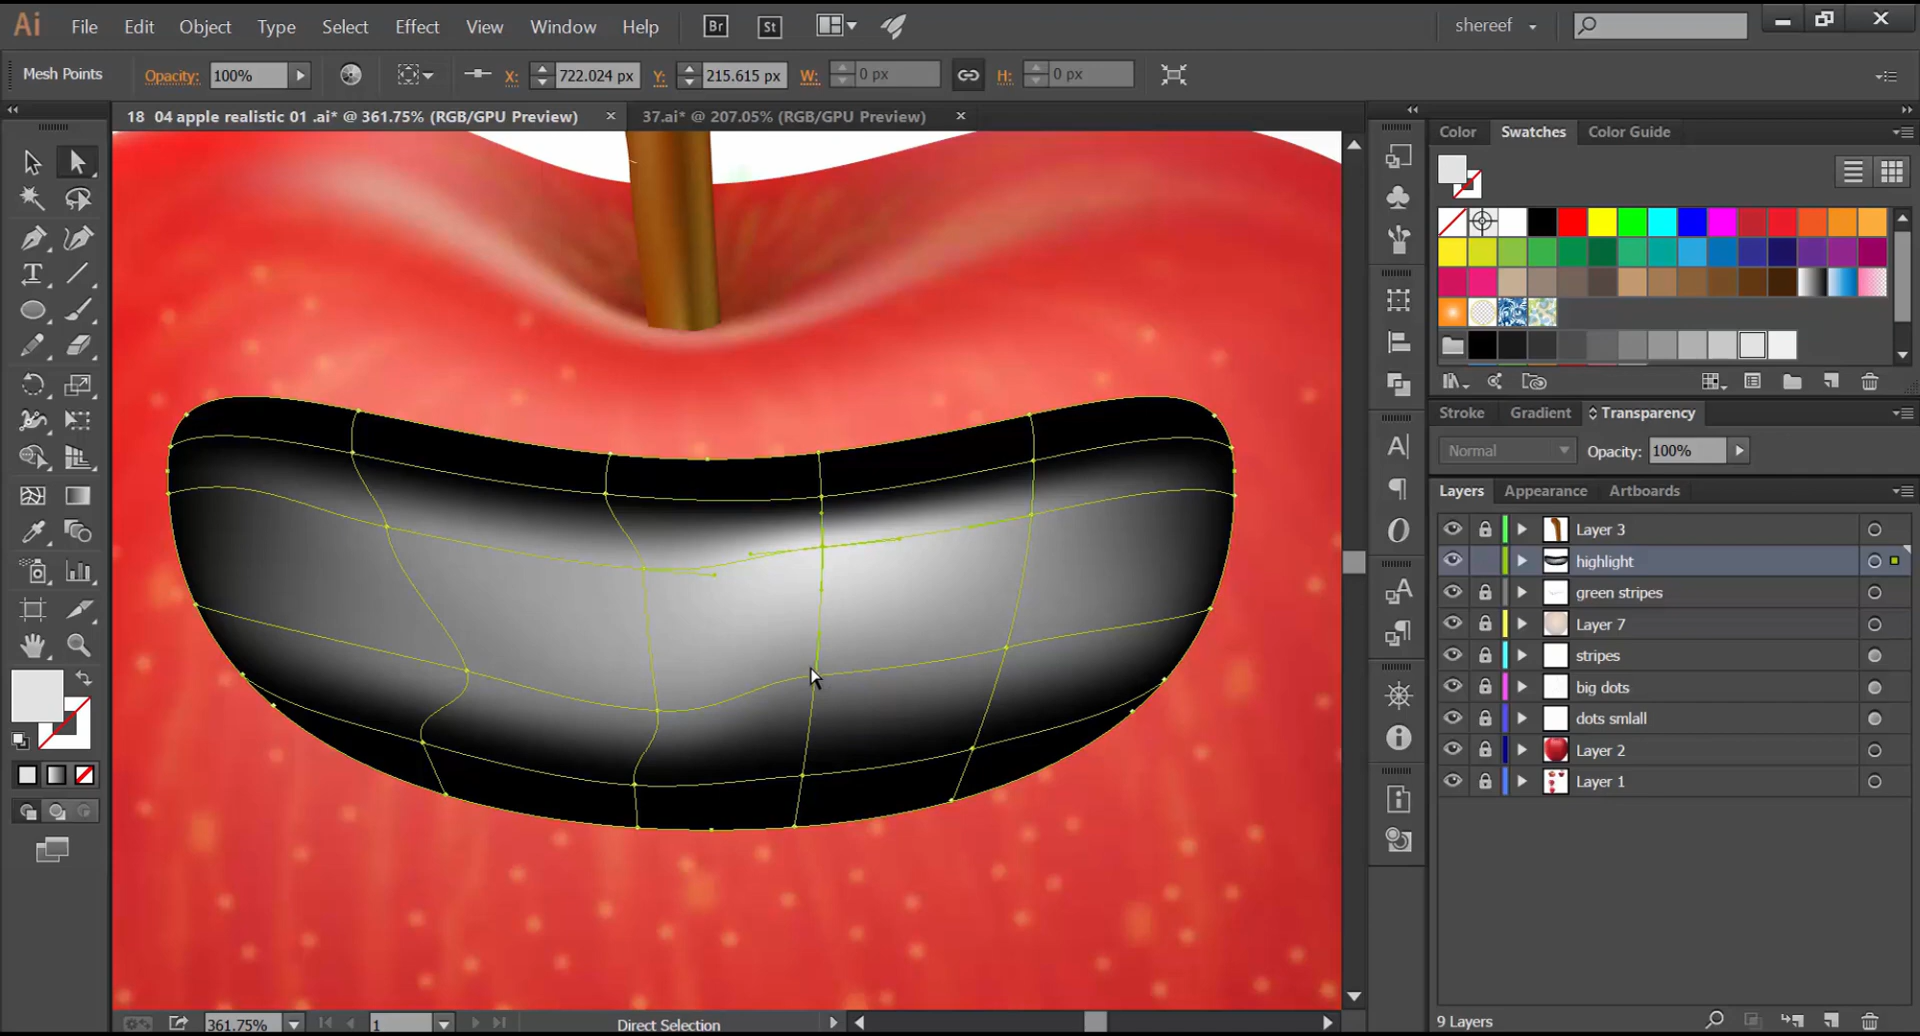 Ai File Edit Object Type Select Effect View Window Help Br St shereef
Mesh Points Opacity: 100% X: 722.024 px Y: 215.615 px W: 0 px H: 0 px
18 04 apple realistic 01 .ai* @ 361.75% (RGB/GPU Preview) × 37.ai* @ 207.05% (RGB/GPU Preview) ×
Color Swatches Color Guide
Stroke Gradient Transparency
Normal Opacity: 100%
Layers Appearance Artboards
Layer 3
highlight
green stripes
Layer 7
stripes
big dots
dots smlall
Layer 2
Layer 1
361.75% 1 Direct Selection 9 Layers